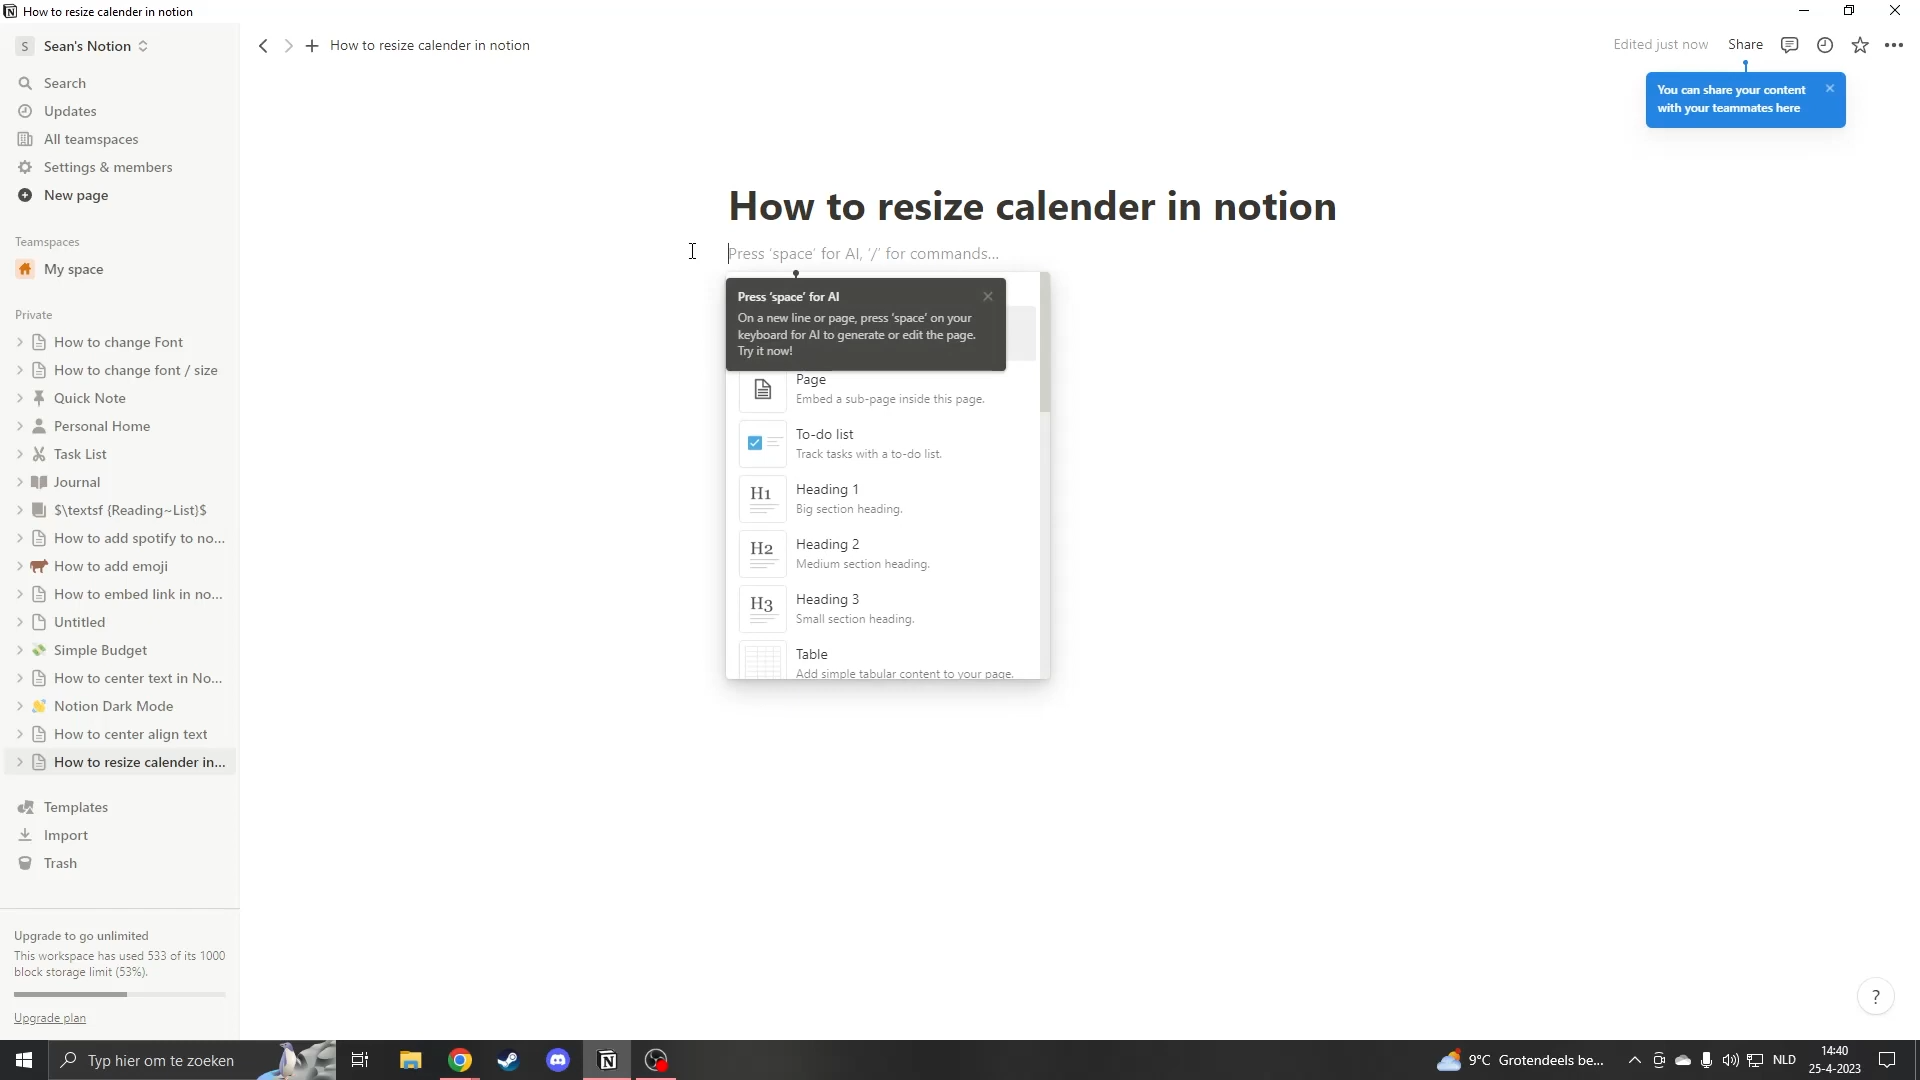 How to resize calender in notion
S Sean's Notion
Search
Updates
All teamspaces
Settings & members
New page
Teamspaces
My space
Private
How to change Font
How to change font / size
Quick Note
Personal Home
Task List
Journal
$\textsf {Reading~List}$
How to add spotify to no...
How to add emoji
How to embed link in no...
Untitled
Simple Budget
How to center text in No...
Notion Dark Mode
How to center align text
How to resize calender in...
Templates
Import
Trash
Upgrade to go unlimited
This workspace has used 533 of its 1000
block storage limit (53%).
Upgrade plan
How to resize calender in notion
Edited just now
Share
You can share your content
with your teammates here
How to resize calender in notion
Press 'space' for AI, '/' for commands...
Press 'space' for AI
On a new line or page, press 'space' on your
keyboard for AI to generate or edit the page.
Try it now!
Page
Embed a sub-page inside this page.
To-do list
Track tasks with a to-do list.
H1
Heading 1
Big section heading.
H2
Heading 2
Medium section heading.
H3
Heading 3
Small section heading.
Table
Add simple tabular content to your page.
?
Typ hier om te zoeken
9°C Grotendeels be...
NLD
14:40
25-4-2023